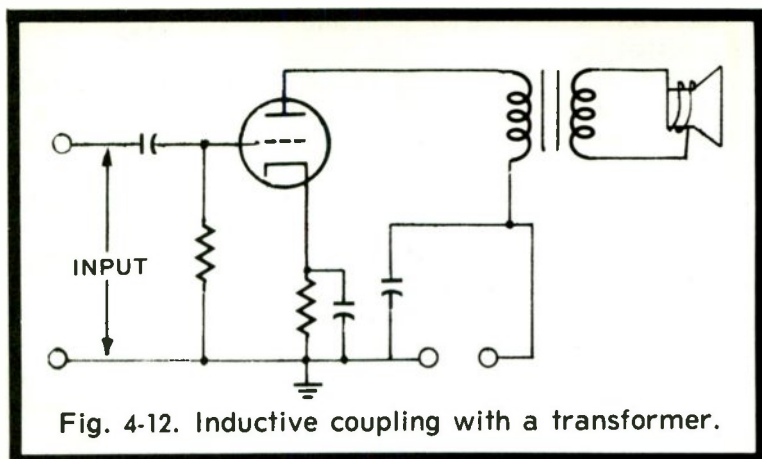 INPUT
Fig. 4-12. Inductive coupling with a transformer.